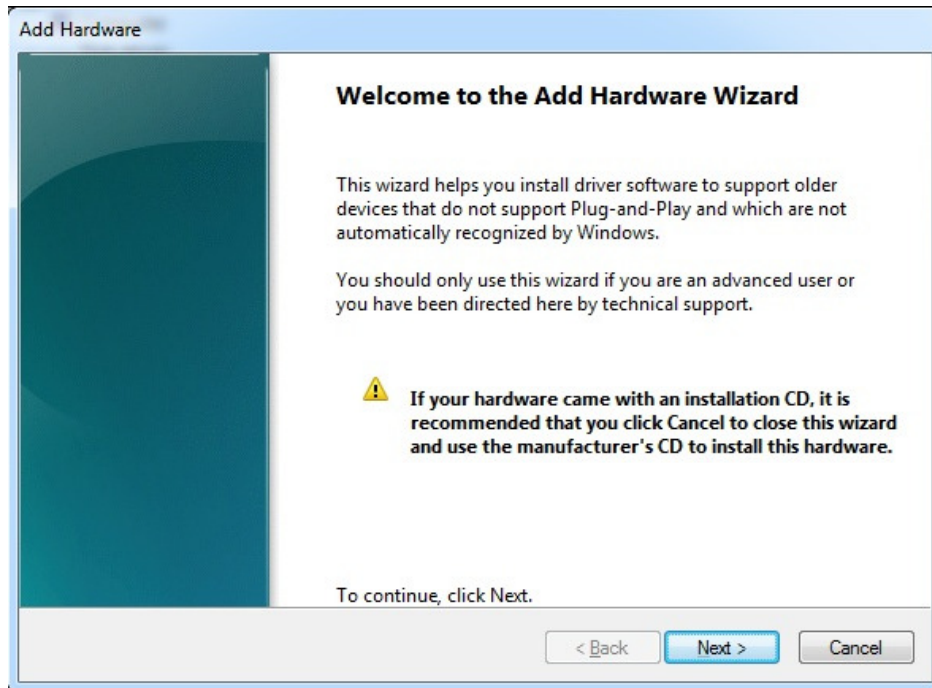 Add Hardware
Welcome to the Add Hardware Wizard
This wizard helps you install driver software to support older
devices that do not support Plug-and-Play and which are not
automatically recognized by Windows.
You should only use this wizard if you are an advanced user or
you have been directed here by technical support.
If your hardware came with an installation CD, it is
recommended that you click Cancel to close this wizard
and use the manufacturer's CD to install this hardware.
To continue, click Next.
< Back
Next >
Cancel